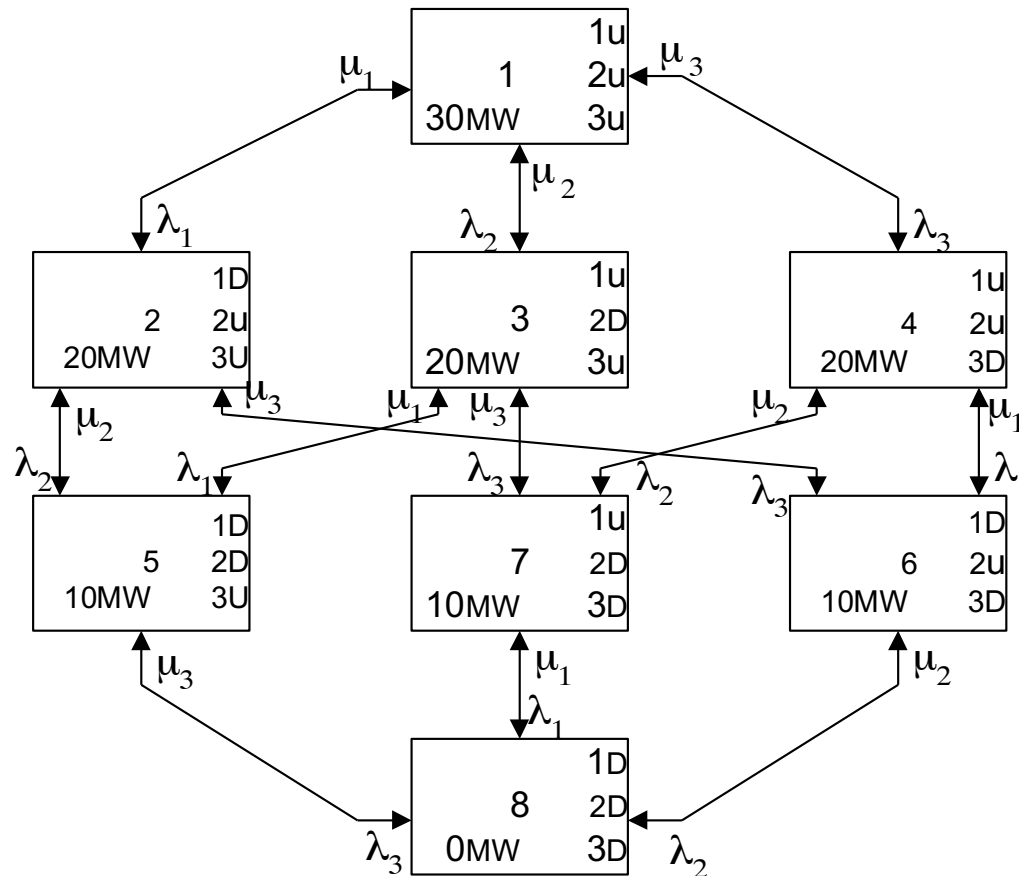 1u
μ1 1 2u μ3
30MW 3u
μ2
λ1 λ2 λ3
1D 1u 1u
2 2u 3 2D 4 2u
20MW 3U 20MW 3u 20MW 3D
μ2 μ3 μ1 μ3 μ2 μ1
λ2 λ1 λ3 λ2 λ3 λ
1D 1u 1D
5 2D 7 2D 6 2u
10MW 3U 10MW 3D 10MW 3D
μ3 μ1 μ2
λ1
1D
8 2D
λ3 0MW 3D λ2